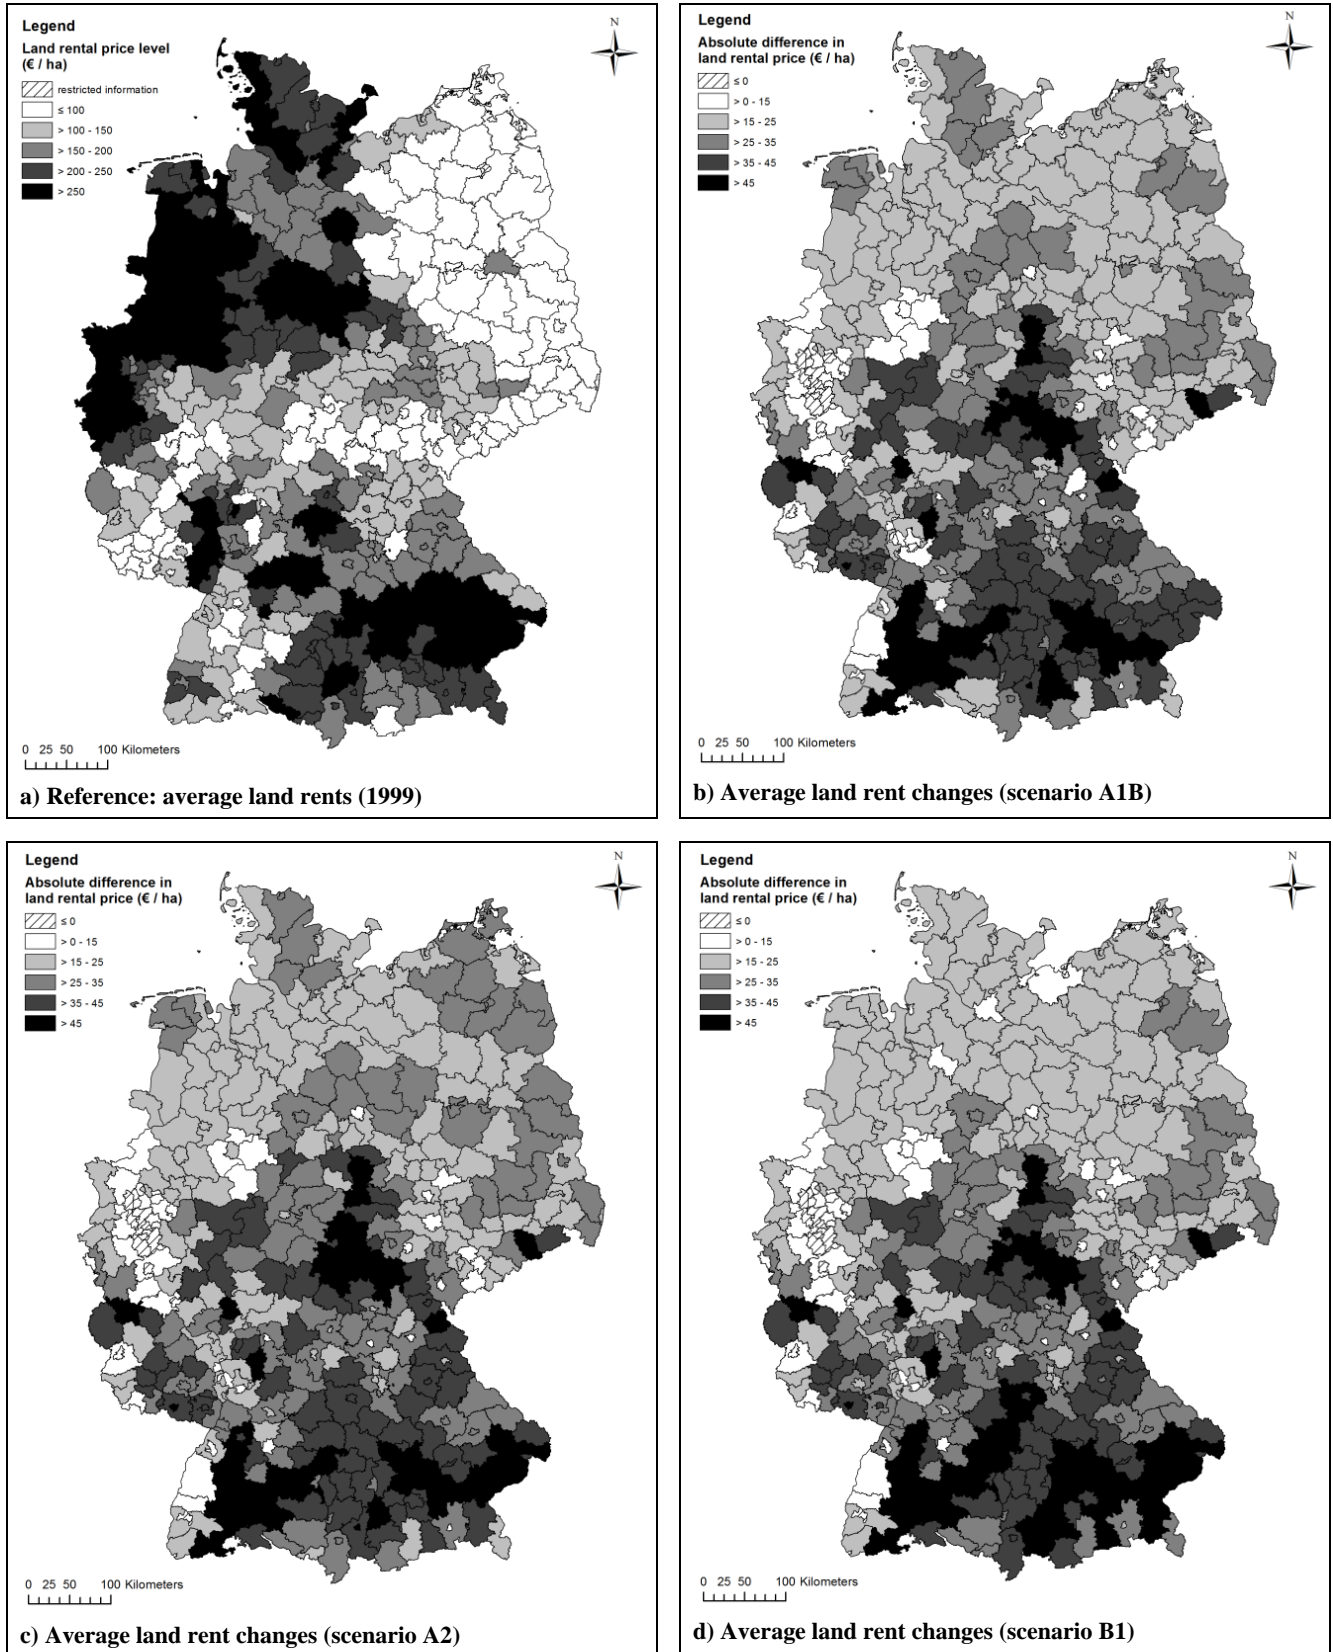 Legend
N
Land rental price level
(€ / ha)
restricted information
≤ 100
> 100 - 150
> 150 - 200
> 200 - 250
> 250
0 25 50 100 Kilometers
a) Reference: average land rents (1999)
Legend
N
Absolute difference in
land rental price (€ / ha)
≤ 0
> 0 - 15
> 15 - 25
> 25 - 35
> 35 - 45
> 45
0 25 50 100 Kilometers
b) Average land rent changes (scenario A1B)
Legend
N
Absolute difference in
land rental price (€ / ha)
≤ 0
> 0 - 15
> 15 - 25
> 25 - 35
> 35 - 45
> 45
0 25 50 100 Kilometers
c) Average land rent changes (scenario A2)
Legend
N
Absolute difference in
land rental price (€ / ha)
≤ 0
> 0 - 15
> 15 - 25
> 25 - 35
> 35 - 45
> 45
0 25 50 100 Kilometers
d) Average land rent changes (scenario B1)